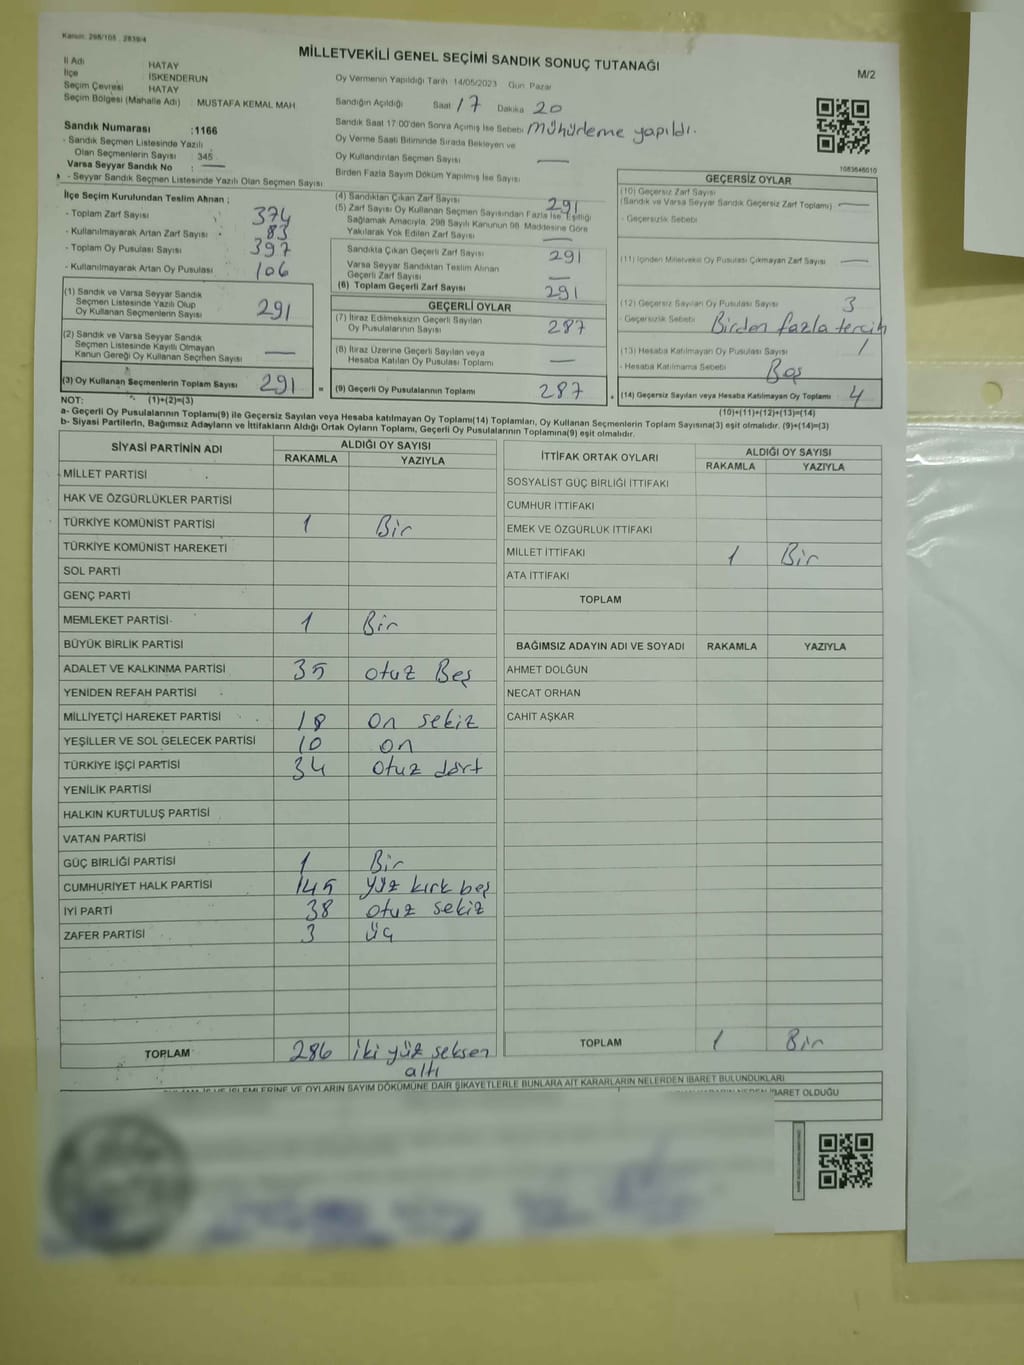 Kanun: 298/105 , 2839/4
MİLLETVEKİLİ GENEL SEÇİMİ SANDIK SONUÇ TUTANAĞI
M/2
İl Adı HATAY
İlçe İSKENDERUN
Seçim Çevresi HATAY
Seçim Bölgesi (Mahalle Adı) MUSTAFA KEMAL MAH
Sandık Numarası :1166
- Sandık Seçmen Listesinde Yazılı
Olan Seçmenlerin Sayısı : 345
Varsa Seyyar Sandık No : —
- Seyyar Sandık Seçmen Listesinde Yazılı Olan Seçmen Sayısı
Oy Vermenin Yapıldığı Tarih 14/05/2023 Gün Pazar
Sandığın Açıldığı Saat 17 Dakika 20
Sandık Saat 17:00'den Sonra Açılmış İse Sebebi Mühürleme yapıldı.
Oy Verme Saati Bitiminde Sırada Bekleyen ve
Oy Kullandırılan Seçmen Sayısı —
Birden Fazla Sayım Döküm Yapılmış İse Sayısı
1083646010
İlçe Seçim Kurulundan Teslim Alınan ;
- Toplam Zarf Sayısı 374
- Kullanılmayarak Artan Zarf Sayısı 83
- Toplam Oy Pusulası Sayısı 397
- Kullanılmayarak Artan Oy Pusulası 106
(1) Sandık ve Varsa Seyyar Sandık
Seçmen Listesinde Yazılı Olup
Oy Kullanan Seçmenlerin Sayısı 291
(2) Sandık ve Varsa Seyyar Sandık
Seçmen Listesinde Kayıtlı Olmayan
Kanun Gereği Oy Kullanan Seçmen Sayısı —
(3) Oy Kullanan Seçmenlerin Toplam Sayısı 291 =
(4) Sandıktan Çıkan Zarf Sayısı 291
(5) Zarf Sayısı Oy Kullanan Seçmen Sayısından Fazla İse, Eşitliği
Sağlamak Amacıyla, 298 Sayılı Kanunun 98. Maddesine Göre
Yakılarak Yok Edilen Zarf Sayısı —
Sandıkta Çıkan Geçerli Zarf Sayısı 291
Varsa Seyyar Sandıktan Teslim Alınan
Geçerli Zarf Sayısı —
(6) Toplam Geçerli Zarf Sayısı 291
GEÇERLİ OYLAR
(7) İtiraz Edilmeksizin Geçerli Sayılan
Oy Pusulalarının Sayısı 287
(8) İtiraz Üzerine Geçerli Sayılan veya
Hesaba Katılan Oy Pusulası Toplamı —
(9) Geçerli Oy Pusulalarının Toplamı 287 +
GEÇERSİZ OYLAR
(10) Geçersiz Zarf Sayısı
(Sandık ve Varsa Seyyar Sandık Geçersiz Zarf Toplamı) —
- Geçersizlik Sebebi
(11) İçinden Milletvekili Oy Pusulası Çıkmayan Zarf Sayısı —
(12) Geçersiz Sayılan Oy Pusulası Sayısı 3
- Geçersizlik Sebebi Birden fazla tercih
(13) Hesaba Katılmayan Oy Pusulası Sayısı 1
- Hesaba Katılmama Sebebi Boş
(14) Geçersiz Sayılan veya Hesaba Katılmayan Oy Toplamı 4
NOT: (1)+(2)=(3)
(10)+(11)+(12)+(13)=(14)
a- Geçerli Oy Pusulalarının Toplamı(9) ile Geçersiz Sayılan veya Hesaba katılmayan Oy Toplamı(14) Toplamları, Oy Kullanan Seçmenlerin Toplam Sayısına(3) eşit olmalıdır. (9)+(14)=(3)
b- Siyasi Partilerin, Bağımsız Adayların ve İttifakların Aldığı Ortak Oyların Toplamı, Geçerli Oy Pusulalarının Toplamına(9) eşit olmalıdır.
SİYASİ PARTİNİN ADI ALDIĞI OY SAYISI
RAKAMLA YAZIYLA
MİLLET PARTİSİ
HAK VE ÖZGÜRLÜKLER PARTİSİ
TÜRKİYE KOMÜNİST PARTİSİ 1 Bir
TÜRKİYE KOMÜNİST HAREKETİ
SOL PARTİ
GENÇ PARTİ
MEMLEKET PARTİSİ 1 Bir
BÜYÜK BİRLİK PARTİSİ
ADALET VE KALKINMA PARTİSİ 35 otuz Beş
YENİDEN REFAH PARTİSİ
MİLLİYETÇİ HAREKET PARTİSİ 18 on sekiz
YEŞİLLER VE SOL GELECEK PARTİSİ 10 on
TÜRKİYE İŞÇİ PARTİSİ 34 otuz dört
YENİLİK PARTİSİ
HALKIN KURTULUŞ PARTİSİ
VATAN PARTİSİ
GÜÇ BİRLİĞİ PARTİSİ 1 Bir
CUMHURİYET HALK PARTİSİ 145 yüz kırk beş
İYİ PARTİ 38 otuz sekiz
ZAFER PARTİSİ 3 üç
TOPLAM 286 iki yüz seksen
altı
İTTİFAK ORTAK OYLARI ALDIĞI OY SAYISI
RAKAMLA YAZIYLA
SOSYALİST GÜÇ BİRLİĞİ İTTİFAKI
CUMHUR İTTİFAKI
EMEK VE ÖZGÜRLÜK İTTİFAKI
MİLLET İTTİFAKI 1 Bir
ATA İTTİFAKI
TOPLAM
BAĞIMSIZ ADAYIN ADI VE SOYADI RAKAMLA YAZIYLA
AHMET DOLĞUN
NECAT ORHAN
CAHİT AŞKAR
TOPLAM 1 Bir
İŞLEMLERİNE VE OYLARIN SAYIM DÖKÜMÜNE DAİR ŞİKAYETLERLE BUNLARA AİT KARARLARIN NELERDEN İBARET BULUNDUKLARI
İBARET OLDUĞU